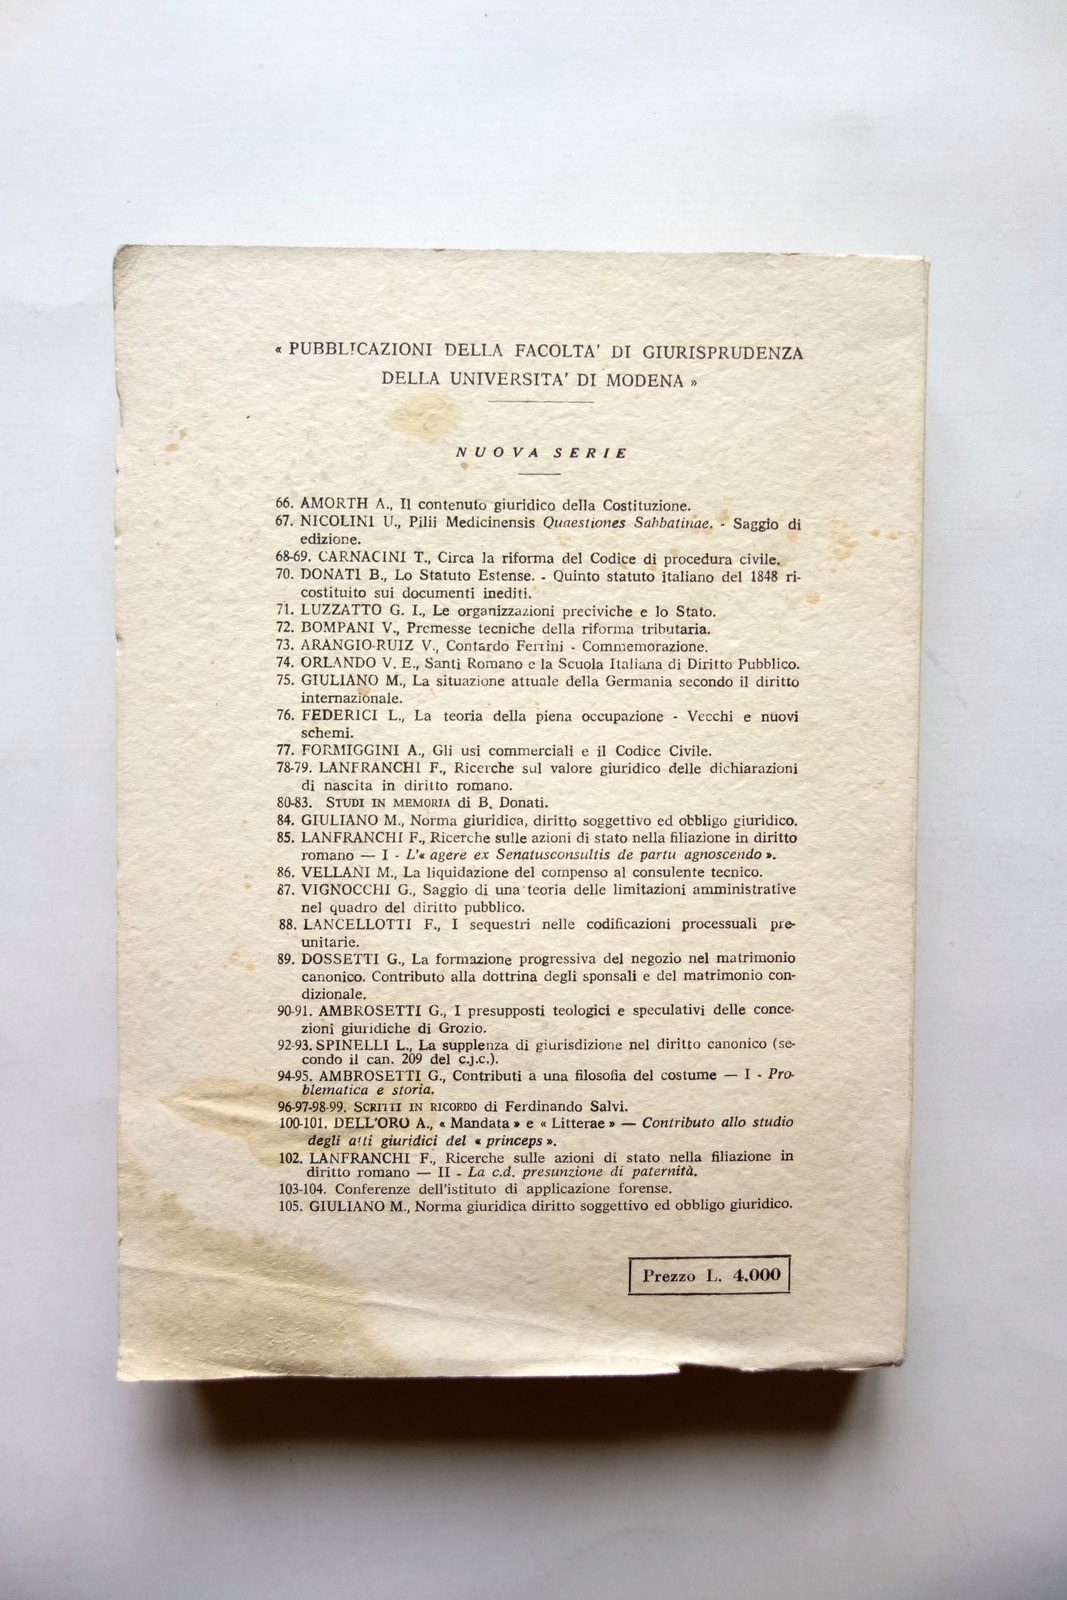 « PUBBLICAZIONI DELLA FACOLTA' DI GIURISPRUDENZA
DELLA UNIVERSITA' DI MODENA »
NUOVA SERIE
66. AMORTH A., Il contenuto giuridico della Costituzione.
67. NICOLINI U., Pilii Medicinensis Quaestiones Sabbatinae. - Saggio di
edizione.
68-69. CARNACINI T., Circa la riforma del Codice di procedura civile.
70. DONATI B., Lo Statuto Estense. - Quinto statuto italiano del 1848 ri-
costituito sui documenti inediti.
71. LUZZATTO G. I., Le organizzazioni preciviche e lo Stato.
72. BOMPANI V., Premesse tecniche della riforma tributaria.
73. ARANGIO-RUIZ V., Contardo Ferrini - Commemorazione.
74. ORLANDO V. E., Santi Romano e la Scuola Italiana di Diritto Pubblico.
75. GIULIANO M., La situazione attuale della Germania secondo il diritto
internazionale.
76. FEDERICI L., La teoria della piena occupazione - Vecchi e nuovi
schemi.
77. FORMIGGINI A., Gli usi commerciali e il Codice Civile.
78-79. LANFRANCHI F., Ricerche sul valore giuridico delle dichiarazioni
di nascita in diritto romano.
80-83. STUDI IN MEMORIA di B. Donati.
84. GIULIANO M., Norma giuridica, diritto soggettivo ed obbligo giuridico.
85. LANFRANCHI F., Ricerche sulle azioni di stato nella filiazione in diritto
romano — I - L'« agere ex Senatusconsultis de partu agnoscendo ».
86. VELLANI M., La liquidazione del compenso al consulente tecnico.
87. VIGNOCCHI G., Saggio di una teoria delle limitazioni amministrative
nel quadro del diritto pubblico.
88. LANCELLOTTI F., I sequestri nelle codificazioni processuali pre-
unitarie.
89. DOSSETTI G., La formazione progressiva del negozio nel matrimonio
canonico. Contributo alla dottrina degli sponsali e del matrimonio con-
dizionale.
90-91. AMBROSETTI G., I presupposti teologici e speculativi delle conce-
zioni giuridiche di Grozio.
92-93. SPINELLI L., La supplenza di giurisdizione nel diritto canonico (se-
condo il can. 209 del c.j.c.).
94-95. AMBROSETTI G., Contributi a una filosofia del costume — I - Pro-
blematica e storia.
96-97-98-99. SCRITTI IN RICORDO di Ferdinando Salvi.
100-101. DELL'ORO A., « Mandata » e « Litterae » — Contributo allo studio
degli atti giuridici del « princeps ».
102. LANFRANCHI F., Ricerche sulle azioni di stato nella filiazione in
diritto romano — II - La c.d. presunzione di paternità.
103-104. Conferenze dell'istituto di applicazione forense.
105. GIULIANO M., Norma giuridica diritto soggettivo ed obbligo giuridico.
Prezzo L. 4.000